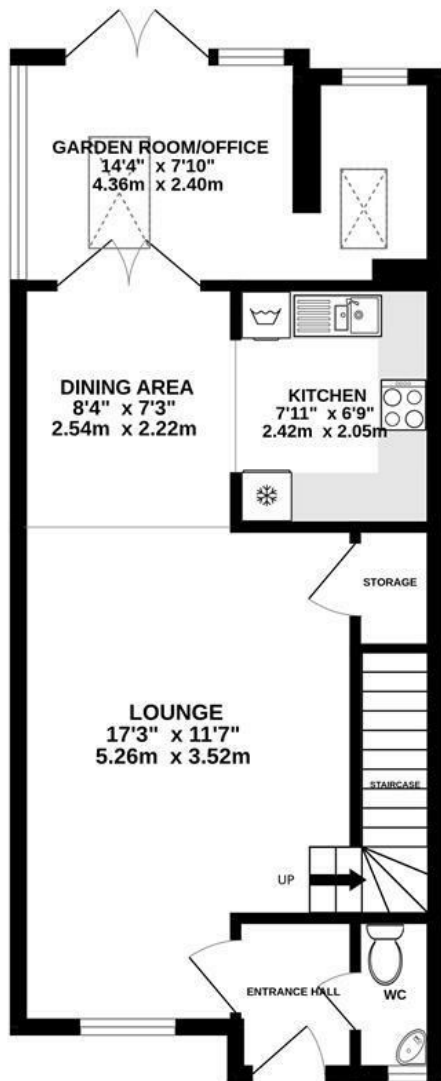 GARDEN ROOM/OFFICE
14'4" x 7'10"
4.36m x 2.40m
DINING AREA
8'4" x 7'3"
2.54m x 2.22m
KITCHEN
7'11" x 6'9"
2.42m x 2.05m
STORAGE
LOUNGE
17'3" x 11'7"
5.26m x 3.52m
STAIRCASE
UP
ENTRANCE HALL
WC